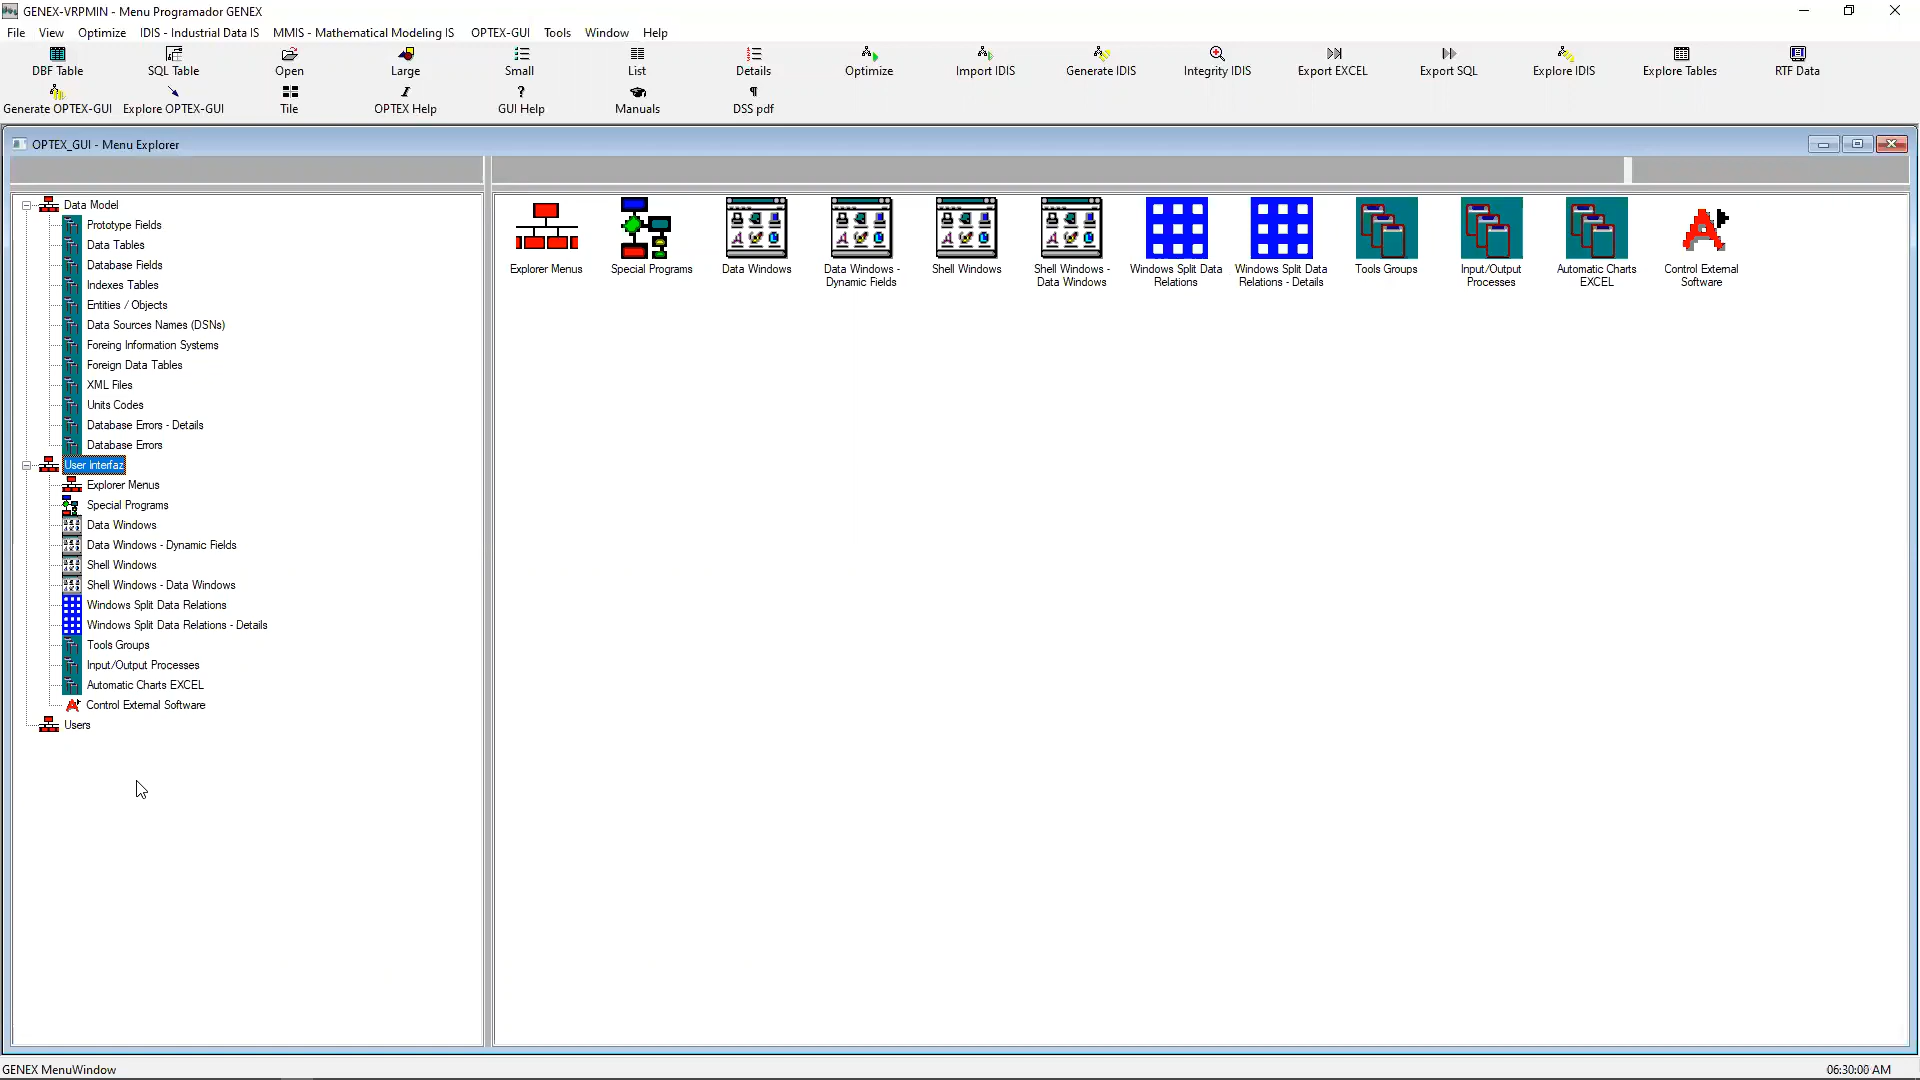 GENEX-VRPMIN - Menu Programador GENEX
File View Optimize IDIS - Industrial Data IS MMIS - Mathematical Modeling IS OPTEX-GUI Tools Window Help
DBF Table SQL Table Open Large Small List Details Optimize Import IDIS Generate IDIS Integrity IDIS Export EXCEL Export SQL Explore IDIS Explore Tables RTF Data
Generate OPTEX-GUI Explore OPTEX-GUI Tile OPTEX Help GUI Help Manuals DSS pdf
OPTEX_GUI - Menu Explorer
Data Model
Prototype Fields
Data Tables
Database Fields
Indexes Tables
Entities / Objects
Data Sources Names (DSNs)
Foreing Information Systems
Foreign Data Tables
XML Files
Units Codes
Database Errors - Details
Database Errors
User Interfaz
Explorer Menus
Special Programs
Data Windows
Data Windows - Dynamic Fields
Shell Windows
Shell Windows - Data Windows
Windows Split Data Relations
Windows Split Data Relations - Details
Tools Groups
Input/Output Processes
Automatic Charts EXCEL
Control External Software
Users
Explorer Menus Special Programs Data Windows Data Windows - Shell Windows Shell Windows - Windows Split Data Windows Split Data Tools Groups Input/Output Automatic Charts Control External
Dynamic Fields Data Windows Relations Relations - Details Processes EXCEL Software
GENEX MenuWindow 06:30:00 AM